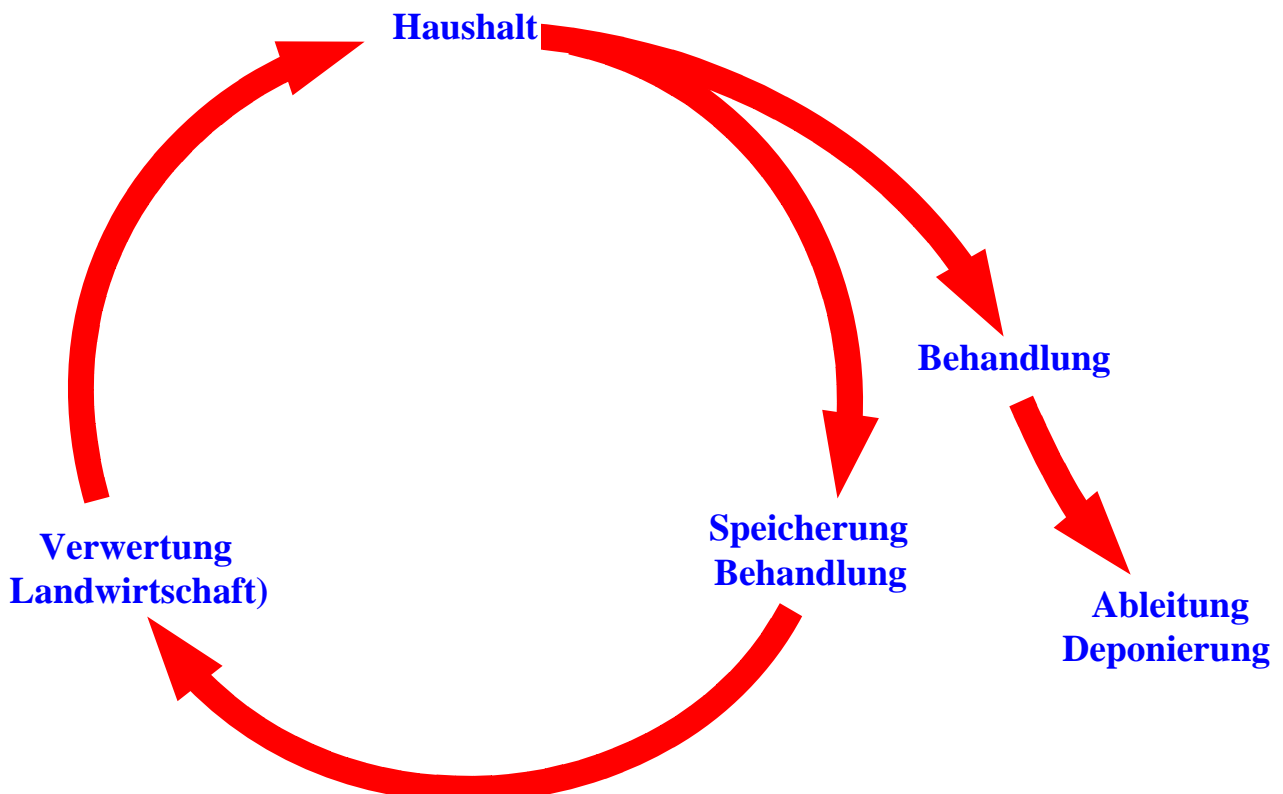 Haushalt
Behandlung
Speicherung
Behandlung
Verwertung
Landwirtschaft)
Ableitung
Deponierung